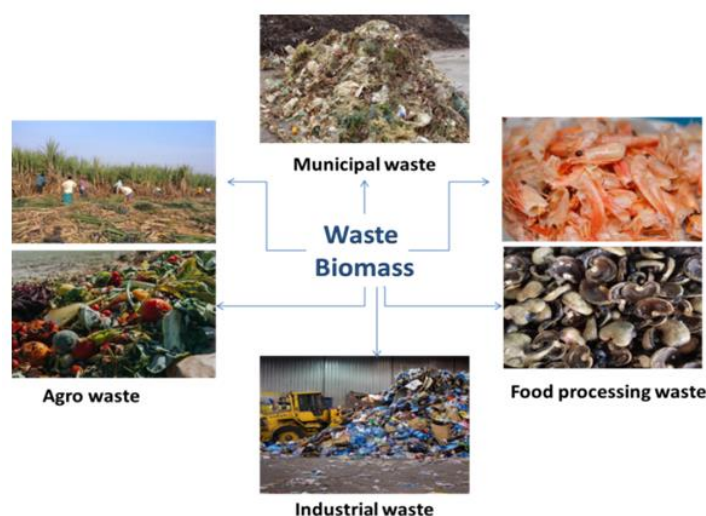 Municipal waste
Waste
Biomass
Agro waste
Food processing waste
Industrial waste